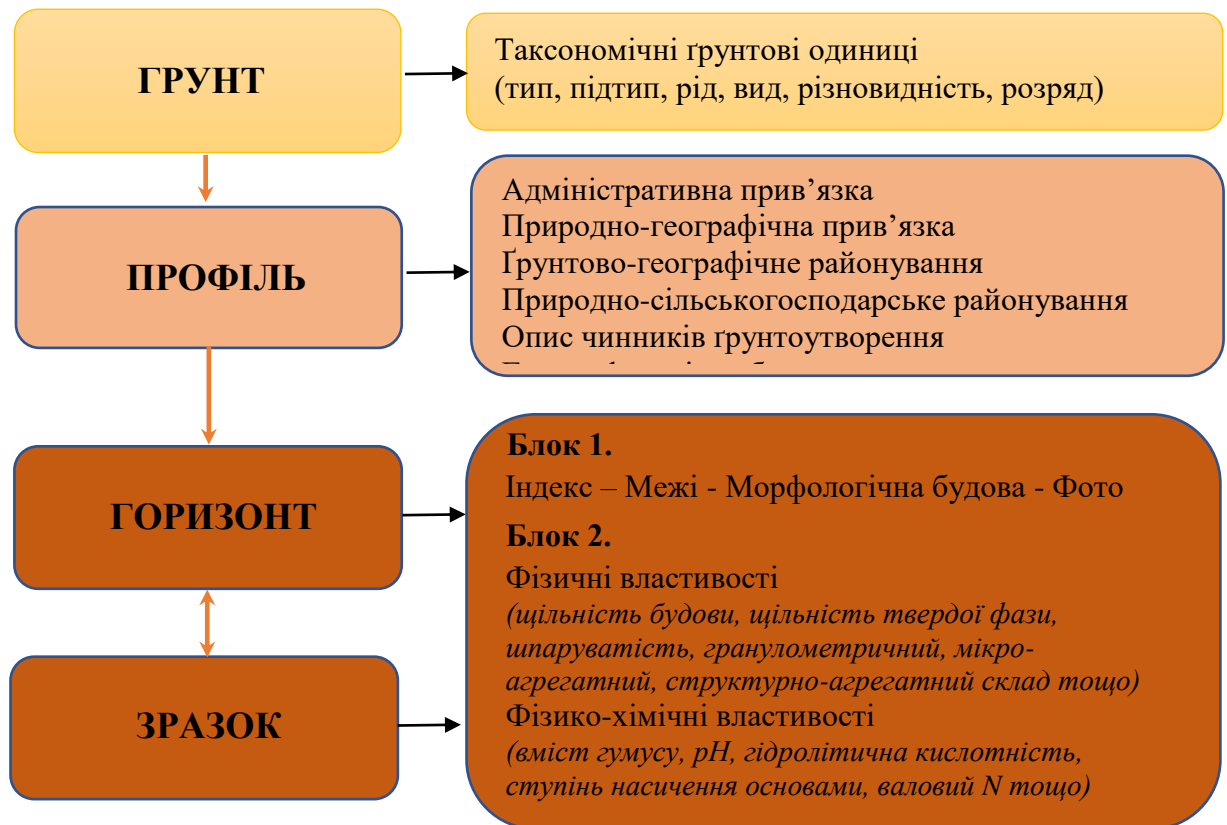 ГРУНТ
Таксономічні ґрунтові одиниці
(тип, підтип, рід, вид, різновидність, розряд)
ПРОФІЛЬ
Адміністративна прив’язка
Природно-географічна прив’язка
Ґрунтово-географічне районування
Природно-сільськогосподарське районування
Опис чинників ґрунтоутворення
ГОРИЗОНТ
Блок 1.
Індекс – Межі - Морфологічна будова - Фото
Блок 2.
Фізичні властивості
(щільність будови, щільність твердої фази,
шпаруватість, гранулометричний, мікро-
агрегатний, структурно-агрегатний склад тощо)
ЗРАЗОК
Фізико-хімічні властивості
(вміст гумусу, рН, гідролітична кислотність,
ступінь насичення основами, валовий N тощо)